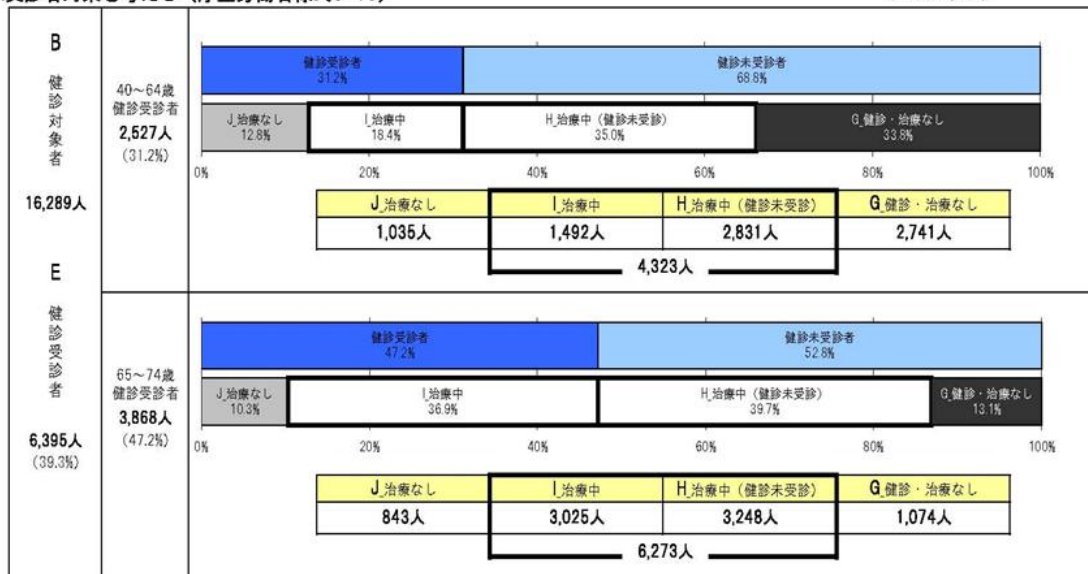 B
健診対象者
16,289人
E
健診受診者
6,395人
(39.3%)
40～64歳
健診受診者
2,527人
(31.2%)
健診受診者
31.2%
健診未受診者
68.8%
J_治療なし
12.8%
I_治療中
18.4%
H_治療中（健診未受診）
35.0%
G_健診・治療なし
33.8%
0% 20% 40% 60% 80% 100%
J_治療なし I_治療中 H_治療中（健診未受診） G_健診・治療なし
1,035人 1,492人 2,831人 2,741人
4,323人
65～74歳
健診受診者
3,868人
(47.2%)
健診受診者
47.2%
健診未受診者
52.8%
J_治療なし
10.3%
I_治療中
36.9%
H_治療中（健診未受診）
39.7%
G_健診・治療なし
13.1%
0% 20% 40% 60% 80% 100%
J_治療なし I_治療中 H_治療中（健診未受診） G_健診・治療なし
843人 3,025人 3,248人 1,074人
6,273人